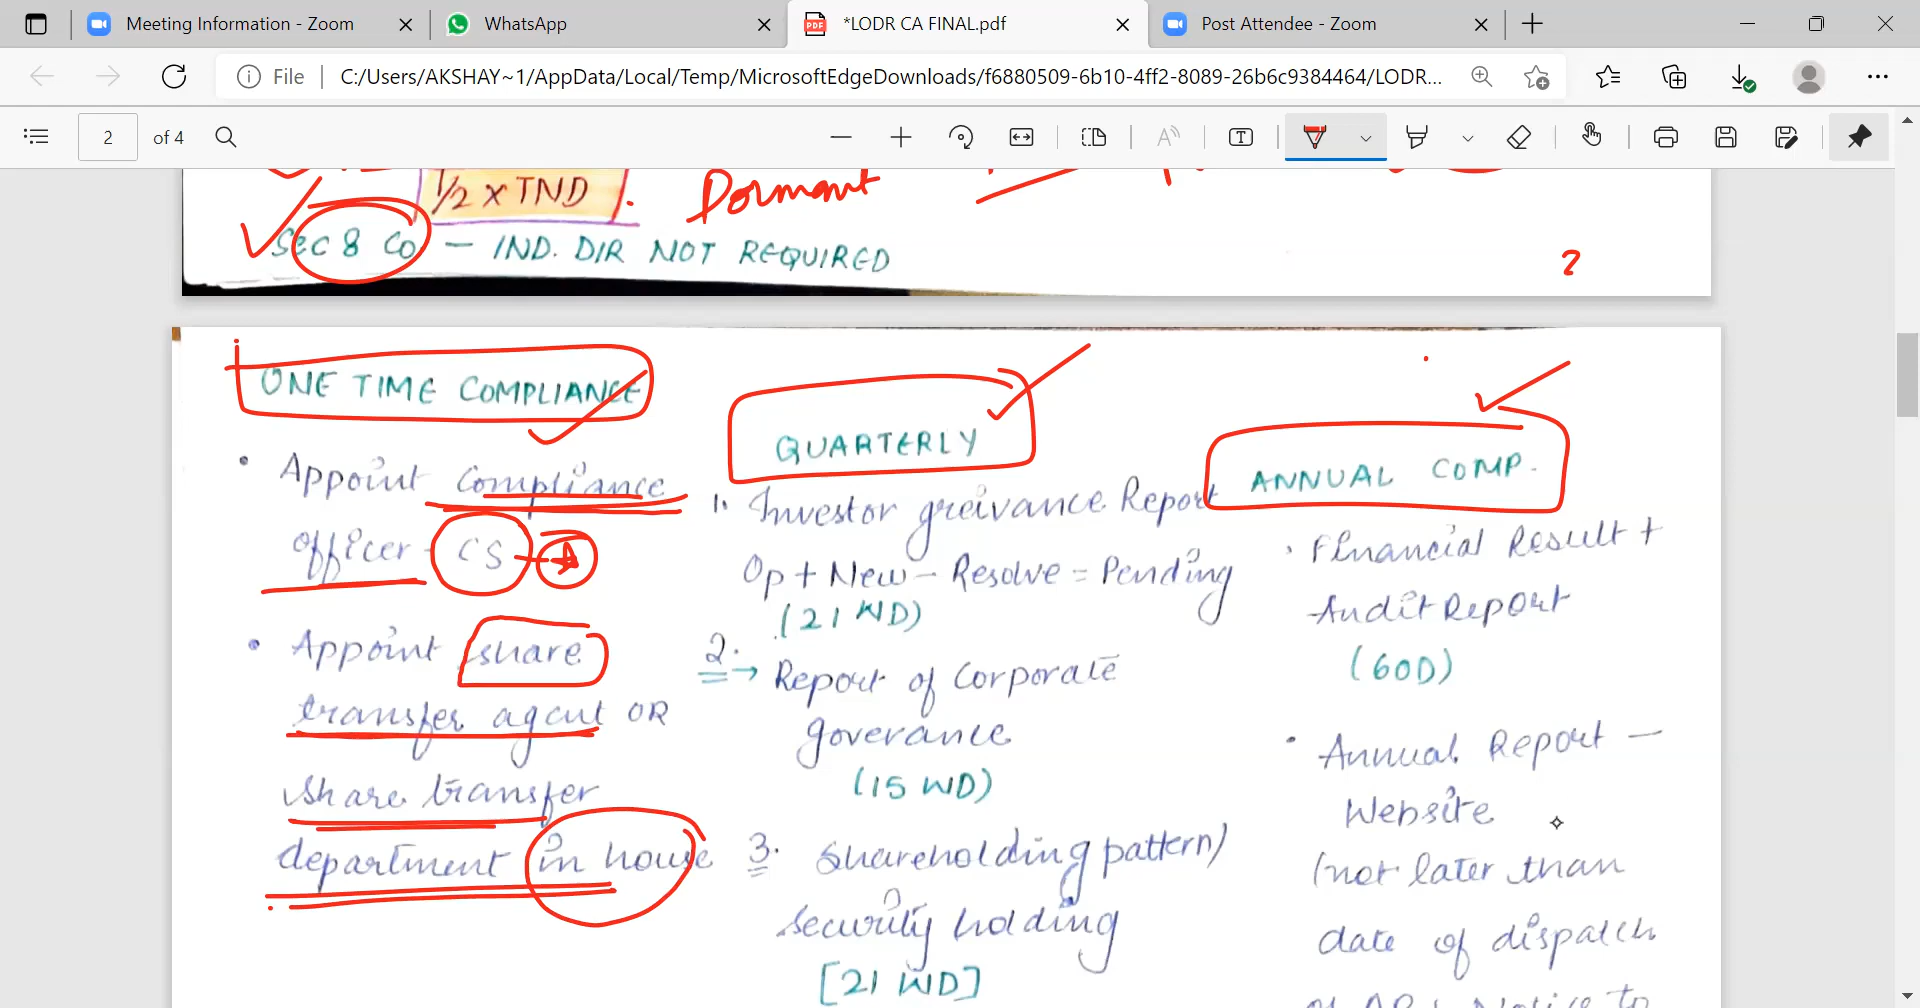 Meeting Information - Zoom
WhatsApp
*LODR CA FINAL.pdf
Post Attendee - Zoom
File
C:/Users/AKSHAY~1/AppData/Local/Temp/MicrosoftEdgeDownloads/f6880509-6b10-4ff2-8089-26b6c9384464/LODR...
2 of 4
1/2 x TND
Dormant
Sec 8 Co - IND. DIR NOT REQUIRED
?
ONE TIME COMPLIANCE
• Appoint Compliance
officer - CS
• Appoint share
transfer agent OR
share transfer
department in house
QUARTERLY
1. Investor greivance Report
Op + New - Resolve = Pending
(21 WD)
2. → Report of Corporate
goverance
(15 WD)
3. Shareholding pattern/
security holding
[21 WD]
ANNUAL COMP.
• Financial Result +
Audit Report
(60D)
• Annual Report -
Website
(not later than
date of dispatch